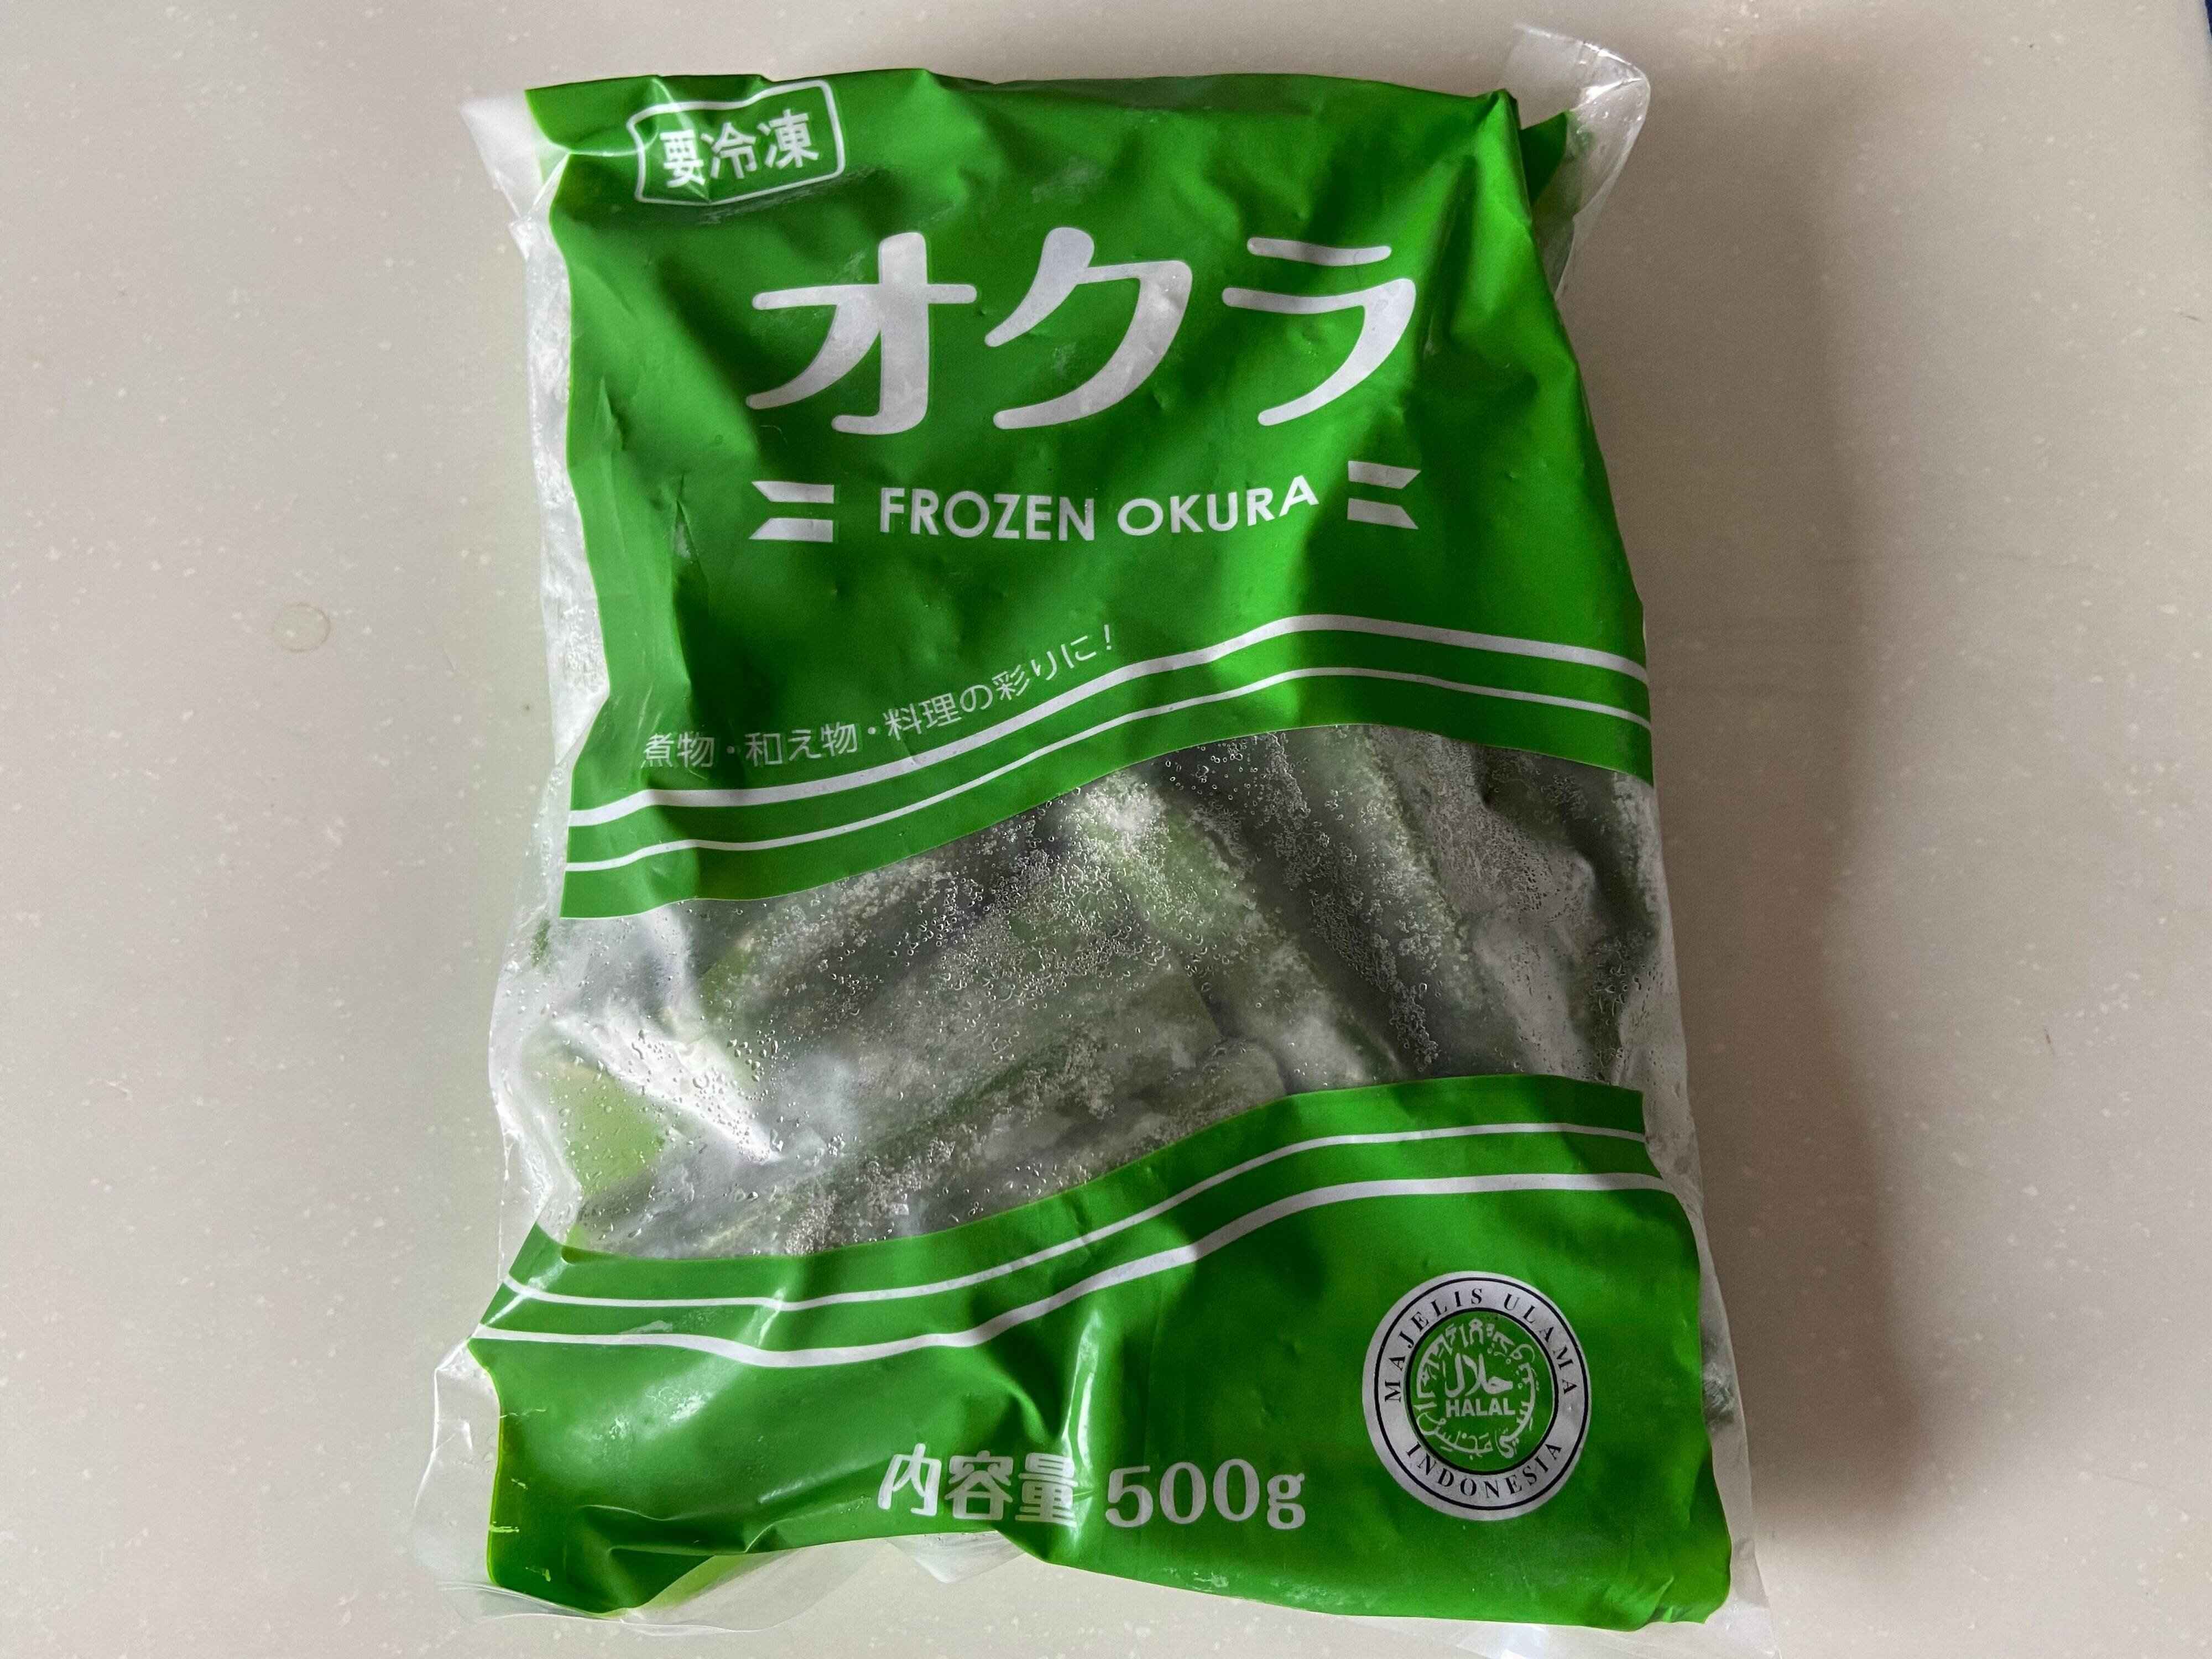 要冷凍
オクラ
FROZEN OKURA
煮物・和え物・料理の彩りに！
内容量 500g
MAJELIS ULAMA
حلال
HALAL
INDONESIA